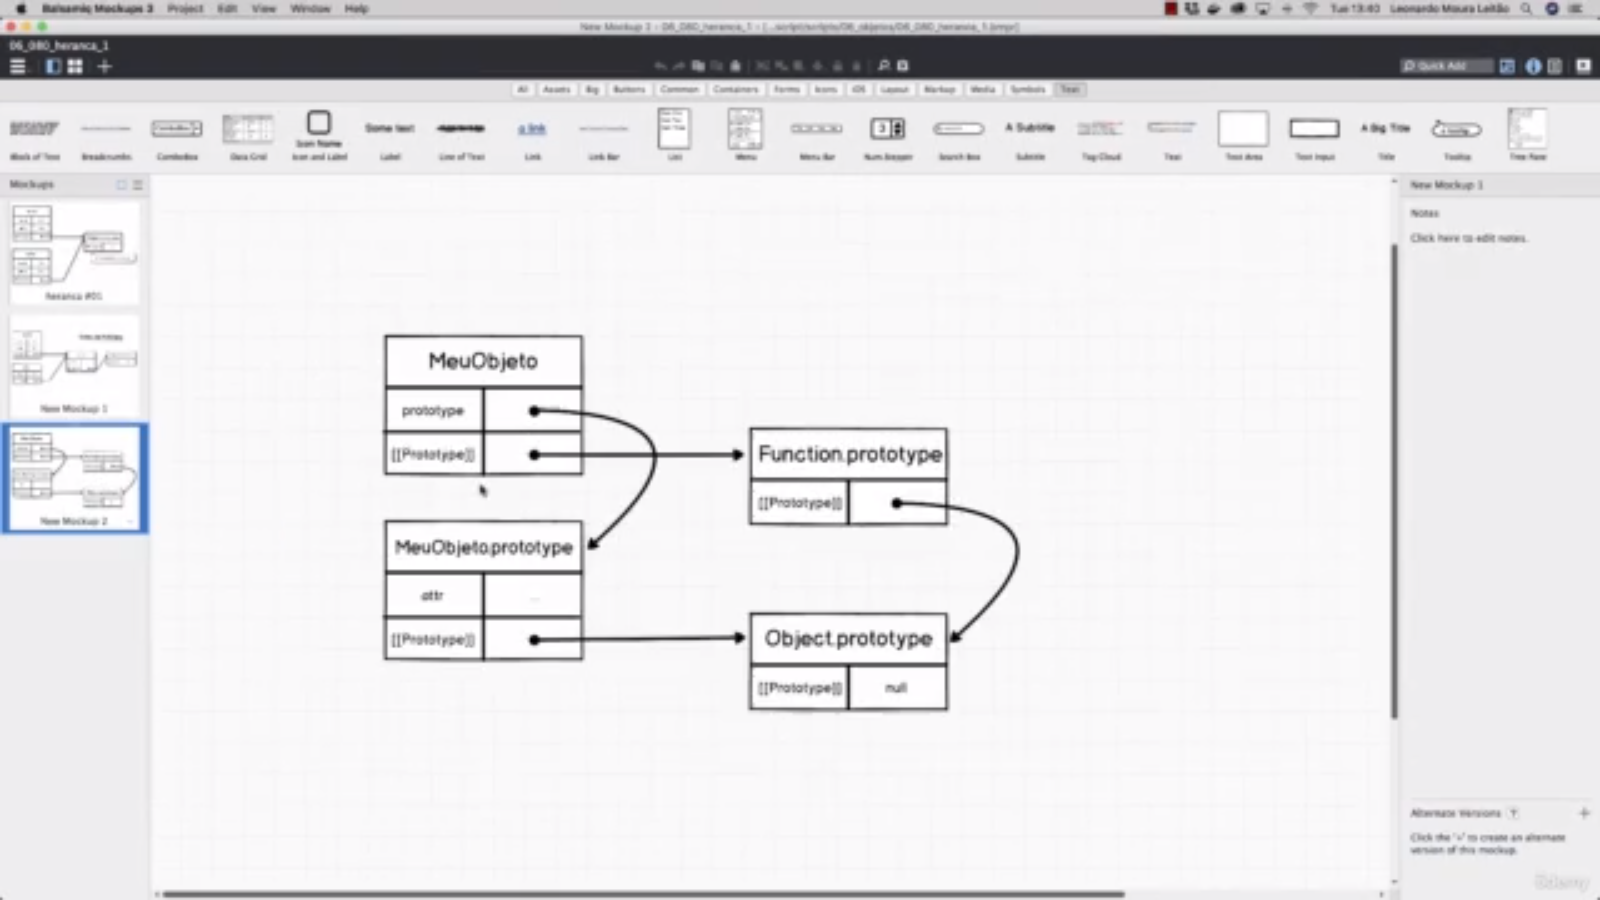 Balsamiq Mockups 3 Project Edit View Window Help
Tue 13:40 Leonardo Moura Leitão
06_080_heranca_1
Quick Add
All Assets Big Buttons Common Containers Forms Icons iOS Layout Markup Media Symbols Text
Some text
a link
Icon Name
3
A Subtitle
A Big Title
Block of Text Breadcrumbs ComboBox Data Grid Icon and Label Label Line of Text Link Link Bar List Menu Menu Bar Num Stepper Search Box Subtitle Tag Cloud Text Text Area Text Input Title Tooltip Tree Pane
Mockups
New Mockup 1
Notes
Click here to edit notes.
heranca #01
New Mockup 1
New Mockup 2
MeuObjeto
prototype
[[Prototype]]
Function.prototype
[[Prototype]]
MeuObjeto.prototype
attr ...
[[Prototype]]
Object.prototype
[[Prototype]] null
Alternate Versions ? +
Click the '+' to create an alternate
version of this mockup.
Udemy